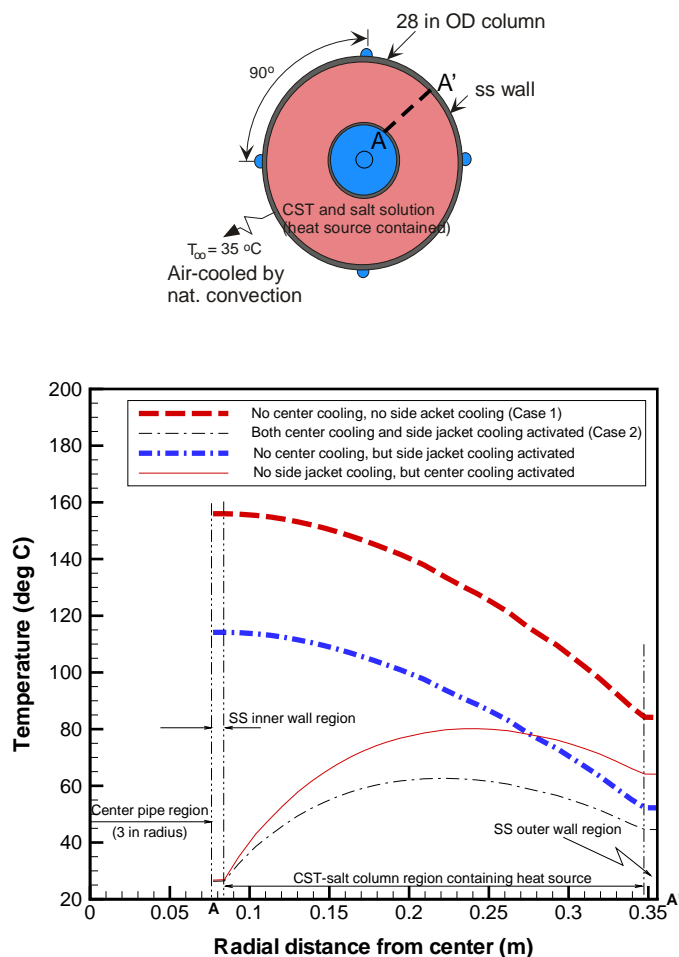 28 in OD column
90o
A'
ss wall
A
CST and salt solution
(heat source contained)
T∞ = 35 oC
Air-cooled by
nat. convection
200
No center cooling, no side acket cooling (Case 1)
Both center cooling and side jacket cooling activated (Case 2)
No center cooling, but side jacket cooling activated
No side jacket cooling, but center cooling activated
180
160
140
120
100
80
60
40
20
Temperature (deg C)
SS inner wall region
Center pipe region
(3 in radius)
SS outer wall region
CST-salt column region containing heat source
0
0.05
A
0.1
0.15
0.2
0.25
0.3
0.35
A'
Radial distance from center (m)